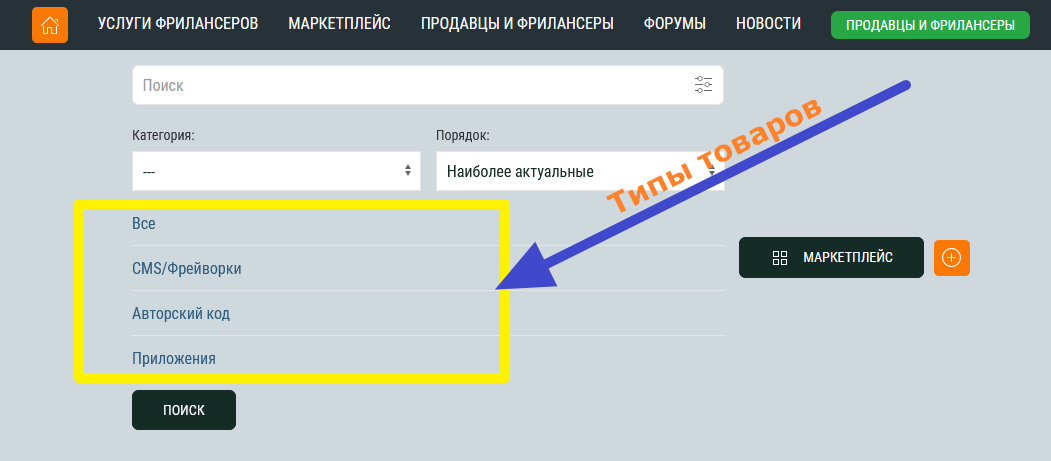 УСЛУГИ ФРИЛАНСЕРОВ МАРКЕТПЛЕЙС ПРОДАВЦЫ И ФРИЛАНСЕРЫ ФОРУМЫ НОВОСТИ ПРОДАВЦЫ И ФРИЛАНСЕРЫ
Поиск
Категория: Порядок:
--- Наиболее актуальные
Типы товаров
Все
CMS/Фрейворки
Авторский код
Приложения
МАРКЕТПЛЕЙС
ПОИСК